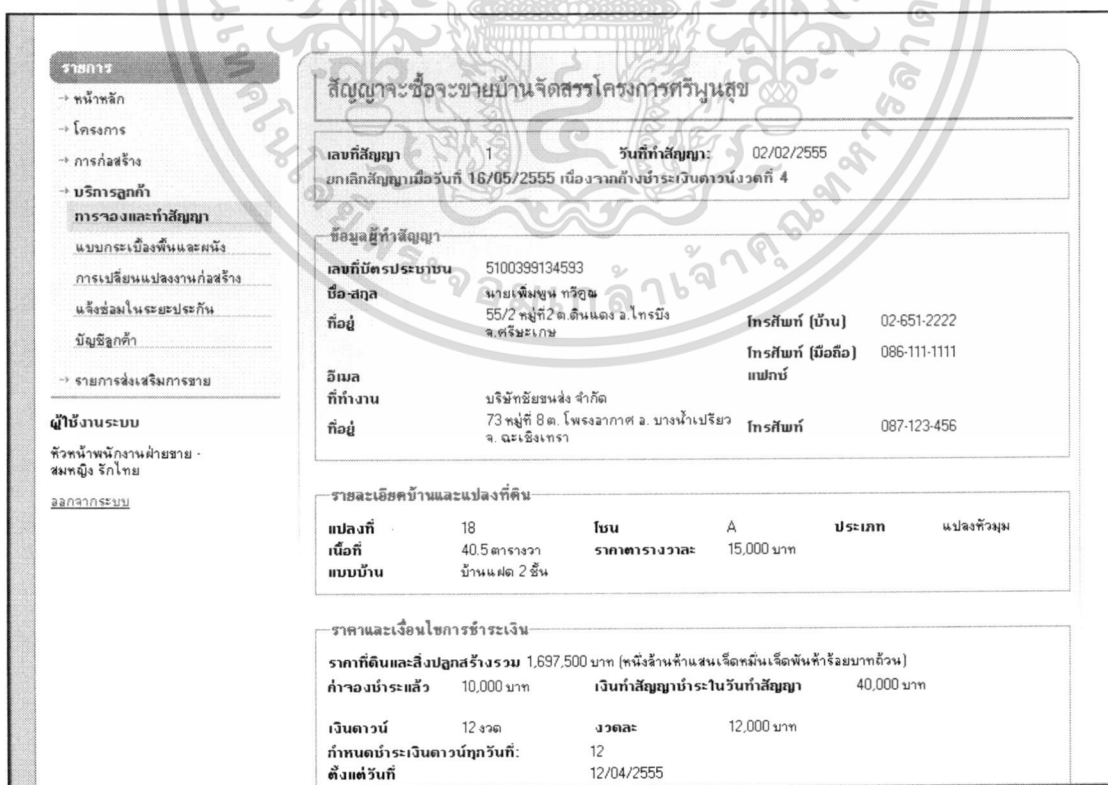 รายการ
→ หน้าหลัก
→ โครงการ
→ การก่อสร้าง
→ บริการลูกค้า
การจองและทำสัญญา
แบบกระเบื้องพื้นและผนัง
การเปลี่ยนแปลงงานก่อสร้าง
แจ้งซ่อมในระยะประกัน
บัญชีลูกค้า
→ รายการส่งเสริมการขาย
ผู้ใช้งานระบบ
หัวหน้าพนักงานฝ่ายขาย -
สมหญิง รักไทย
ออกจากระบบ
สัญญาจะซื้อจะขายบ้านจัดสรรโครงการศรีพูนสุข
เลขที่สัญญา 1 วันที่ทำสัญญา: 02/02/2555
ยกเลิกสัญญาเมื่อวันที่ 16/05/2555 เนื่องจากค้างชำระเงินดาวน์งวดที่ 4
ข้อมูลผู้ทำสัญญา
เลขที่บัตรประชาชน 5100399134593
ชื่อ-สกุล นายเพิ่มพูน ทวีคูณ
ที่อยู่ 55/2 หมู่ที่2 ต.ดินแดง อ.ไทรบึง โทรศัพท์ (บ้าน) 02-651-2222
จ.ศรีษะเกษ
โทรศัพท์ (มือถือ) 086-111-1111
อีเมล แฟกซ์
ที่ทำงาน บริษัทชัยขนส่ง จำกัด
ที่อยู่ 73 หมู่ที่ 8 ต. โพรงอากาศ อ. บางน้ำเปรียว โทรศัพท์ 087-123-456
จ. ฉะเชิงเทรา
รายละเอียดบ้านและแปลงที่ดิน
แปลงที่ 18 โซน A ประเภท แปลงหัวมุม
เนื้อที่ 40.5 ตารางวา ราคาตารางวาละ 15,000 บาท
แบบบ้าน บ้านแฝด 2 ชั้น
ราคาและเงื่อนไขการชำระเงิน
ราคาที่ดินและสิ่งปลูกสร้างรวม 1,697,500 บาท (หนึ่งล้านห้าแสนเจ็ดหมื่นเจ็ดพันห้าร้อยบาทถ้วน)
ค่าจองชำระแล้ว 10,000 บาท เงินทำสัญญาชำระในวันทำสัญญา 40,000 บาท
เงินดาวน์ 12 งวด งวดละ 12,000 บาท
กำหนดชำระเงินดาวน์ทุกวันที่: 12
ตั้งแต่วันที่ 12/04/2555